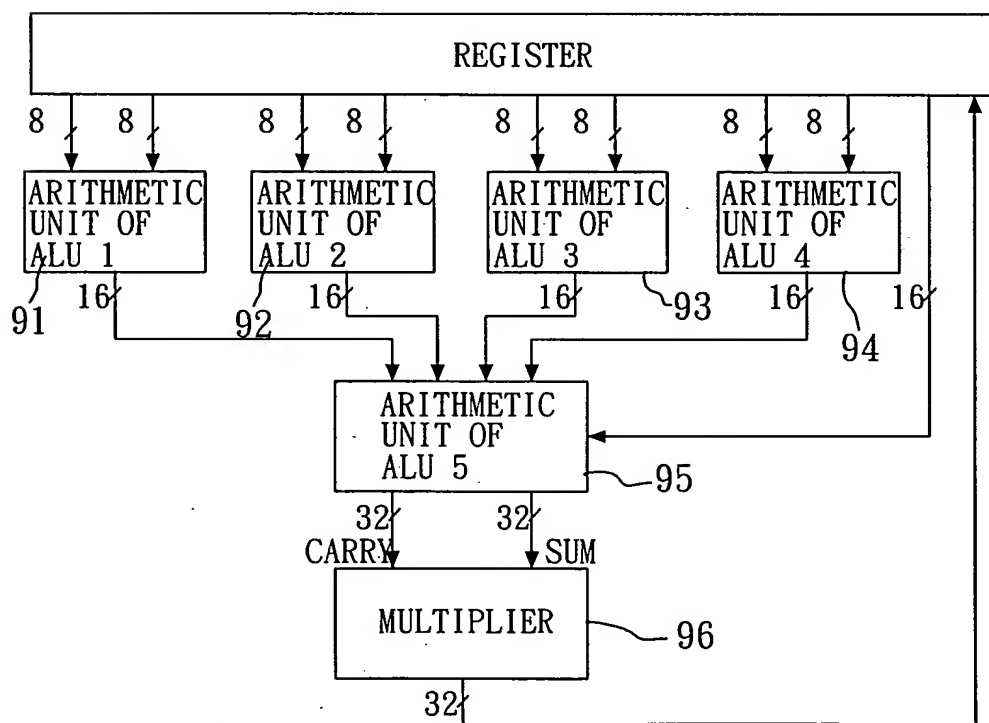 REGISTER
8 8 8 8 8 8 8 8
ARITHMETIC
UNIT OF
ALU 1
ARITHMETIC
UNIT OF
ALU 2
ARITHMETIC
UNIT OF
ALU 3
ARITHMETIC
UNIT OF
ALU 4
91
16
92
16
16
93
16
94
16
ARITHMETIC
UNIT OF
ALU 5
95
32 32
CARRY SUM
MULTIPLIER
96
32